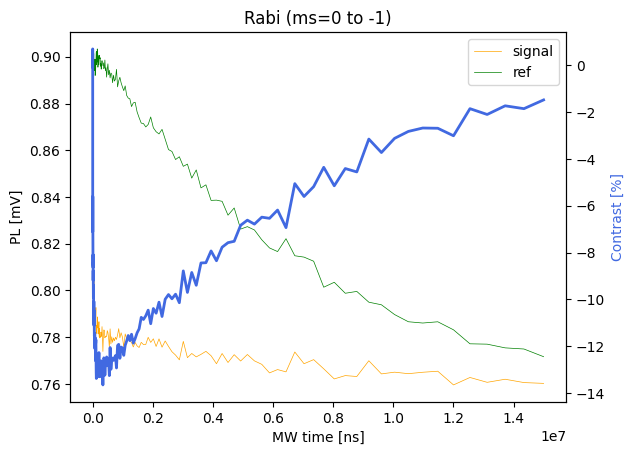 Rabi (ms=0 to -1)
signal
ref
PL [mV]
0.90
0.88
0.86
0.84
0.82
0.80
0.78
0.76
0
−2
−4
−6
−8
−10
−12
−14
Contrast [%]
0.0 0.2 0.4 0.6 0.8 1.0 1.2 1.4
1e7
MW time [ns]